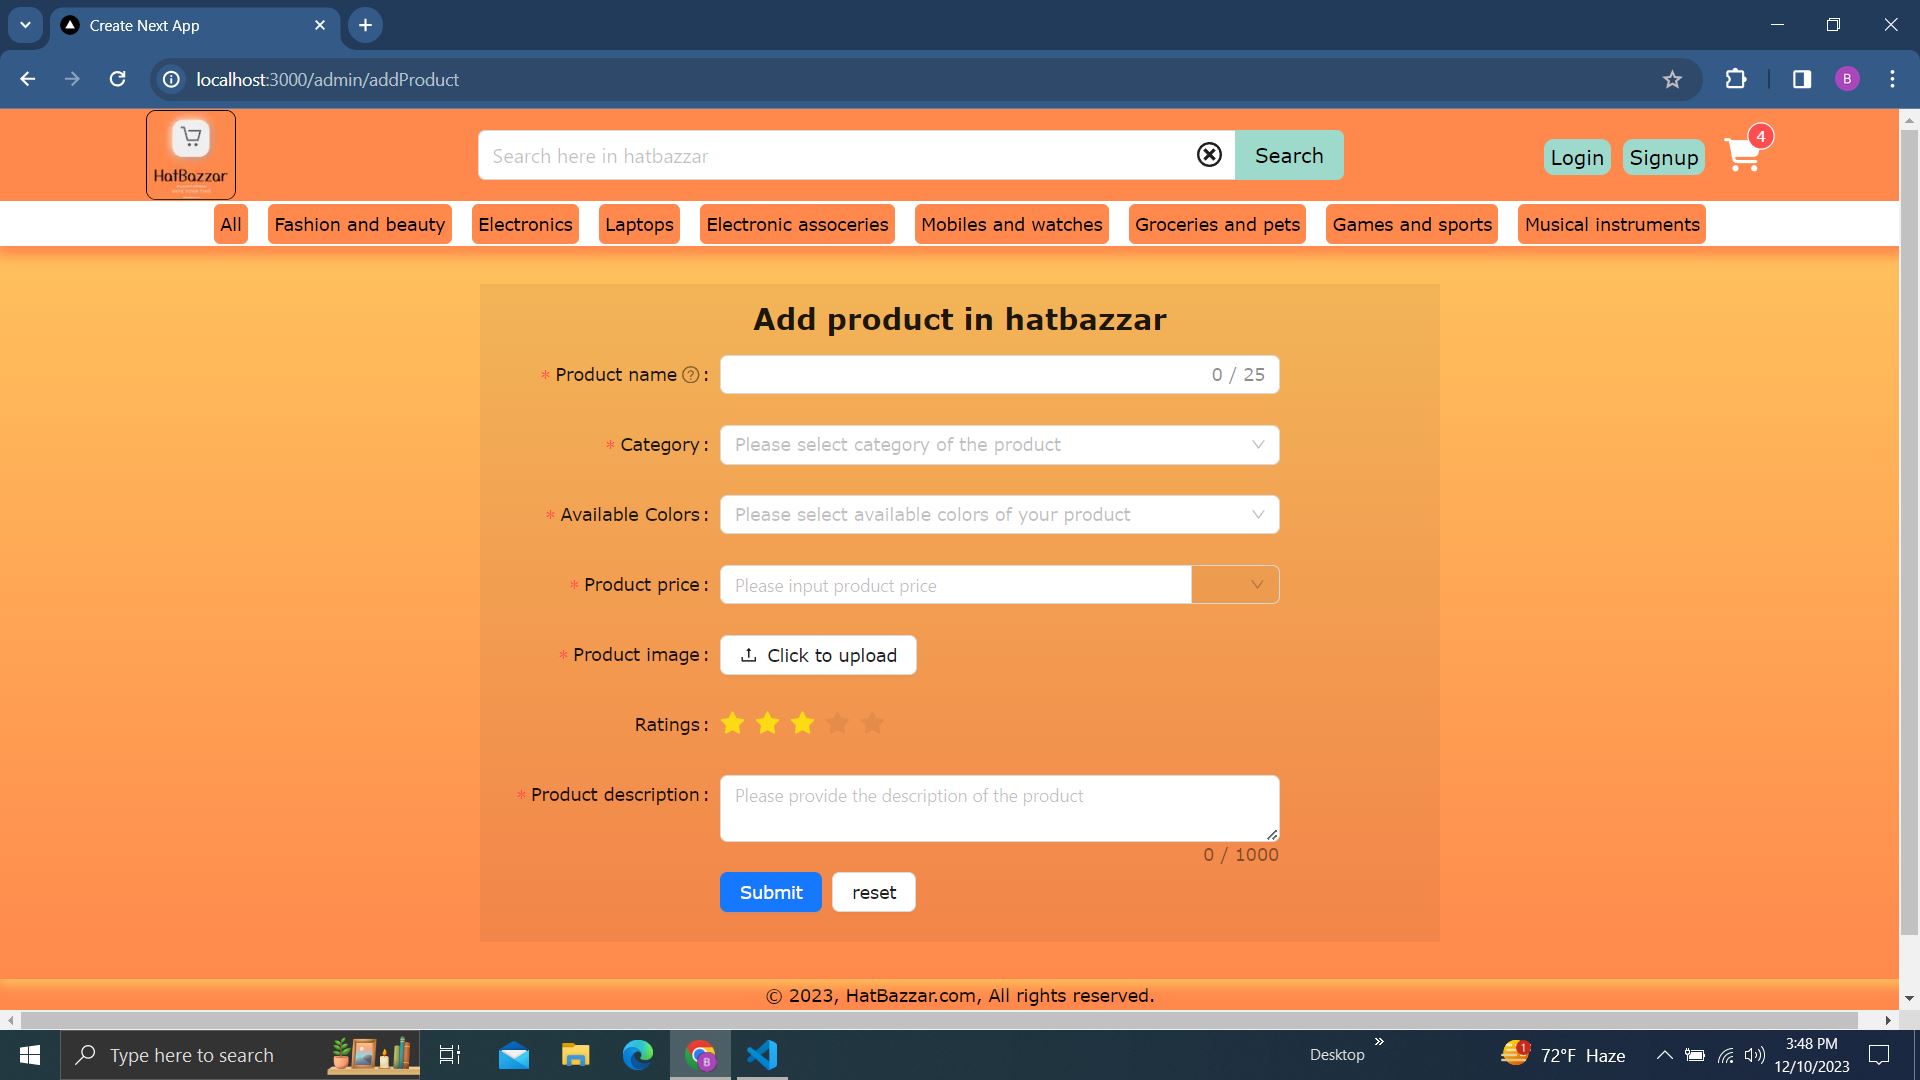 Create Next App
localhost:3000/admin/addProduct
B
HatBazzar
Search here in hatbazzar
Search
Login
Signup
4
All
Fashion and beauty
Electronics
Laptops
Electronic assoceries
Mobiles and watches
Groceries and pets
Games and sports
Musical instruments
Add product in hatbazzar
* Product name ? :
0 / 25
* Category :
Please select category of the product
* Available Colors :
Please select available colors of your product
* Product price :
Please input product price
* Product image :
Click to upload
Ratings :
* Product description :
Please provide the description of the product
0 / 1000
Submit
reset
© 2023, HatBazzar.com, All rights reserved.
Type here to search
B
Desktop
»
1
72°F Haze
3:48 PM
12/10/2023